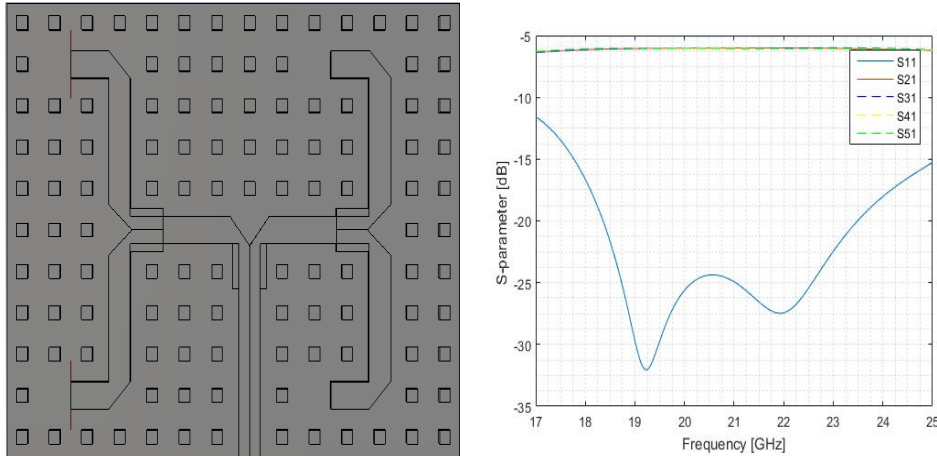 -5
-10
-15
-20
-25
-30
-35
S-parameter [dB]
S11
S21
S31
S41
S51
17 18 19 20 21 22 23 24 25
Frequency [GHz]